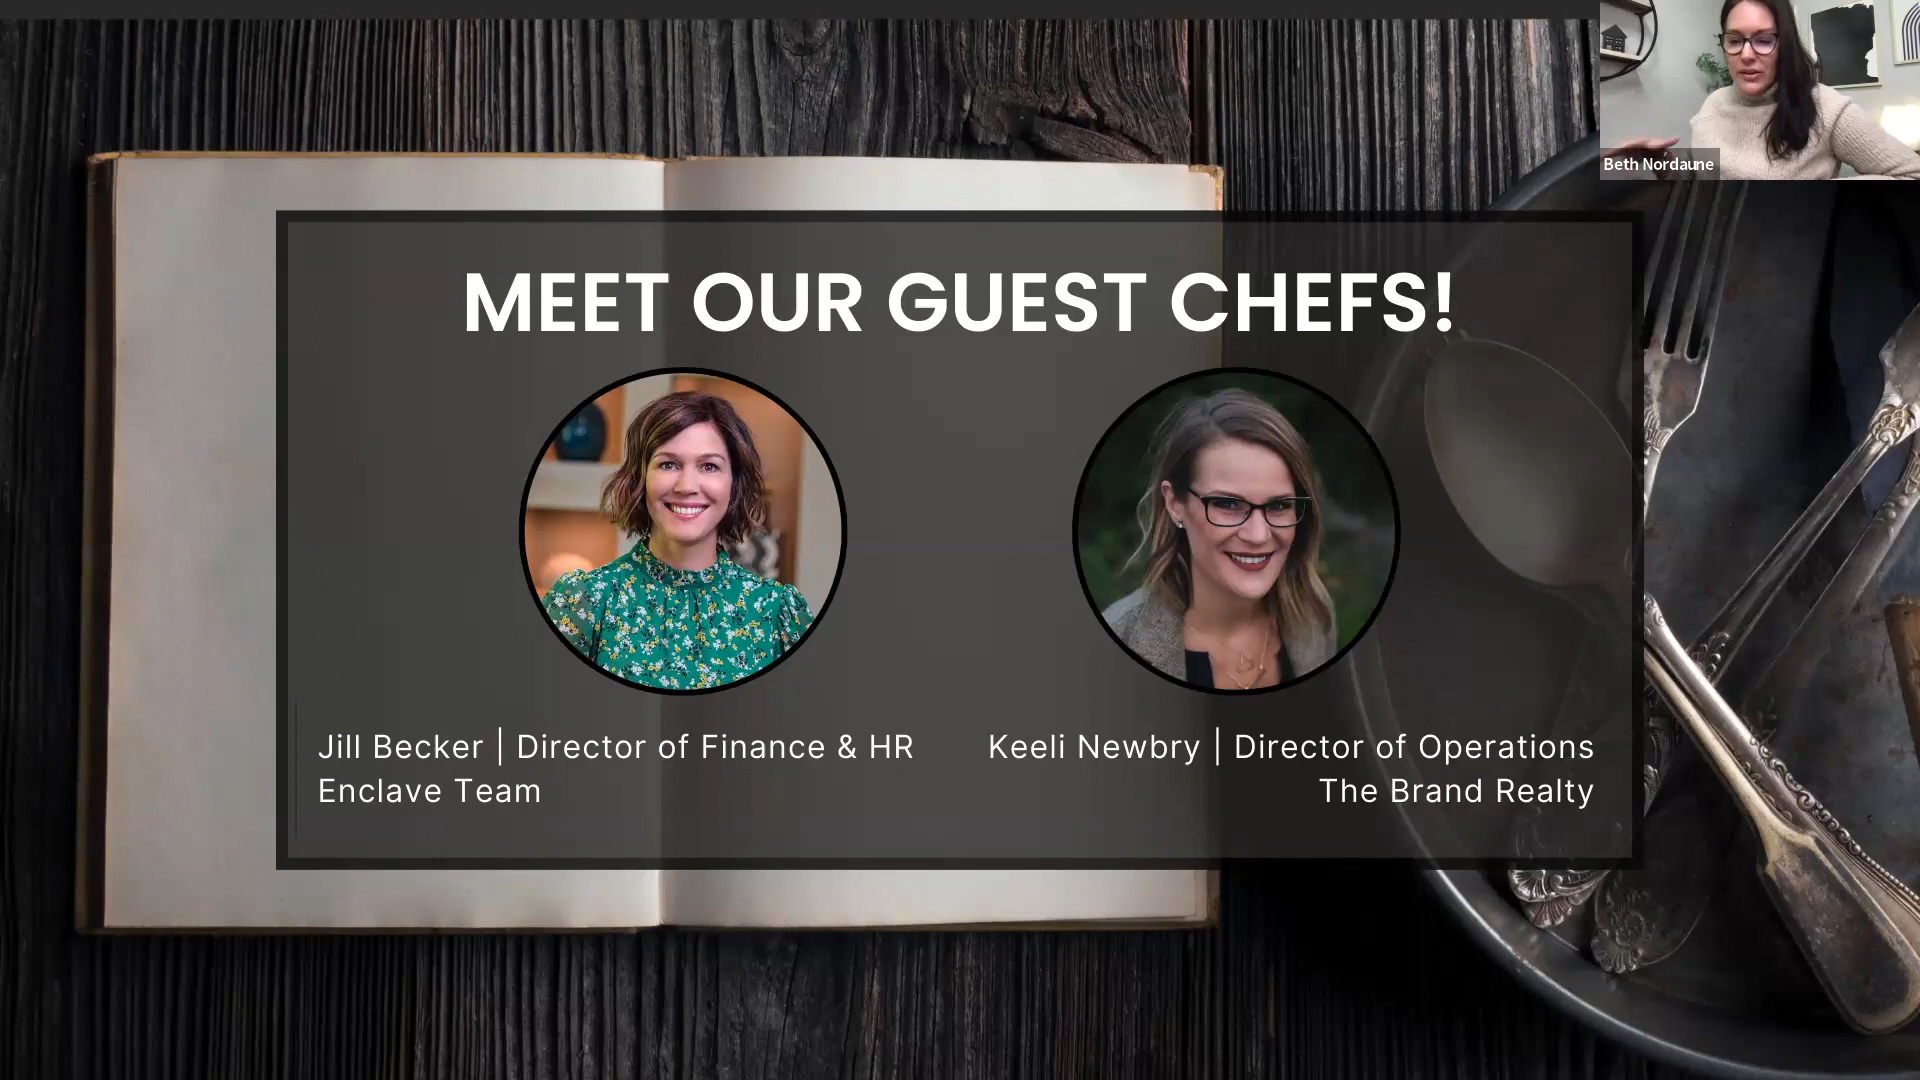 Beth Nordaune
MEET OUR GUEST CHEFS!
Jill Becker | Director of Finance & HR
Enclave Team
Keeli Newbry | Director of Operations
The Brand Realty